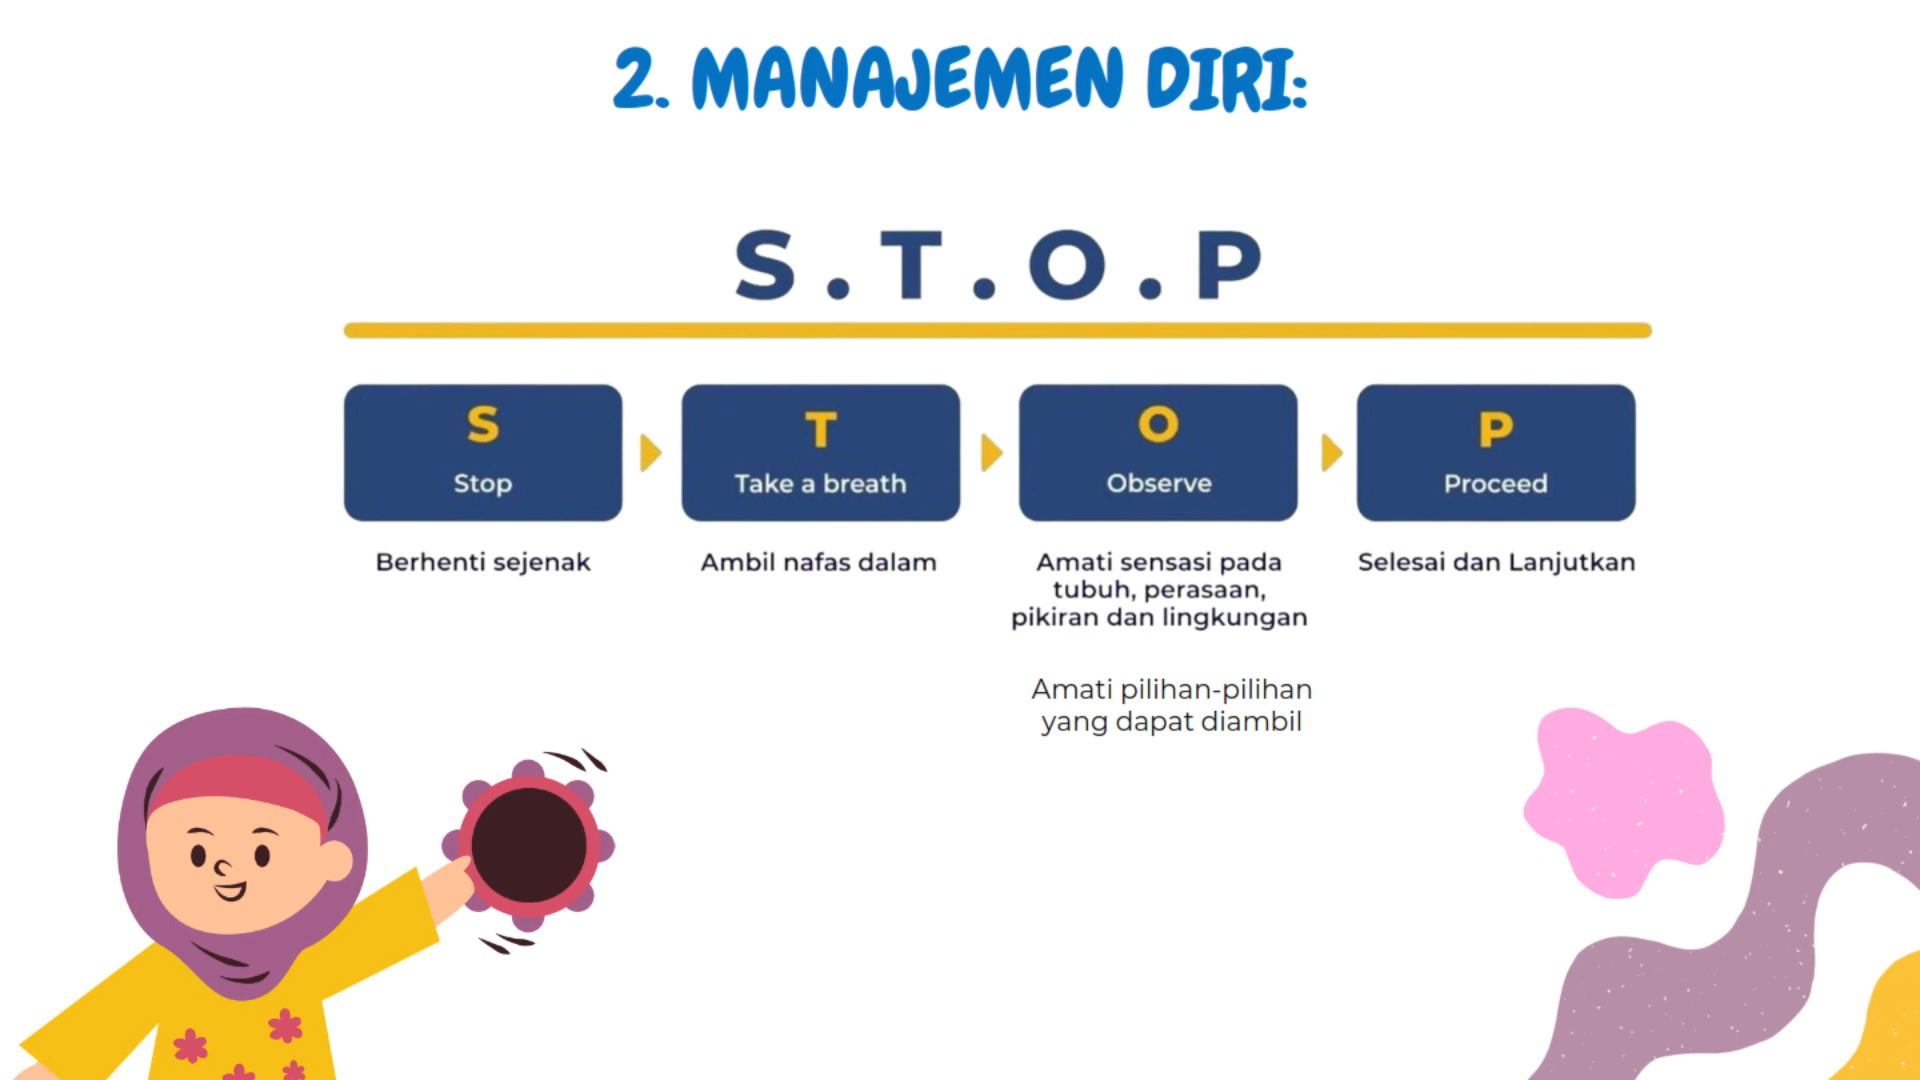 2. MANAJEMEN DIRI:
S.T.O.P
S
Stop
Berhenti sejenak
T
Take a breath
Ambil nafas dalam
O
Observe
Amati sensasi pada
tubuh, perasaan,
pikiran dan lingkungan
Amati pilihan-pilihan
yang dapat diambil
P
Proceed
Selesai dan Lanjutkan